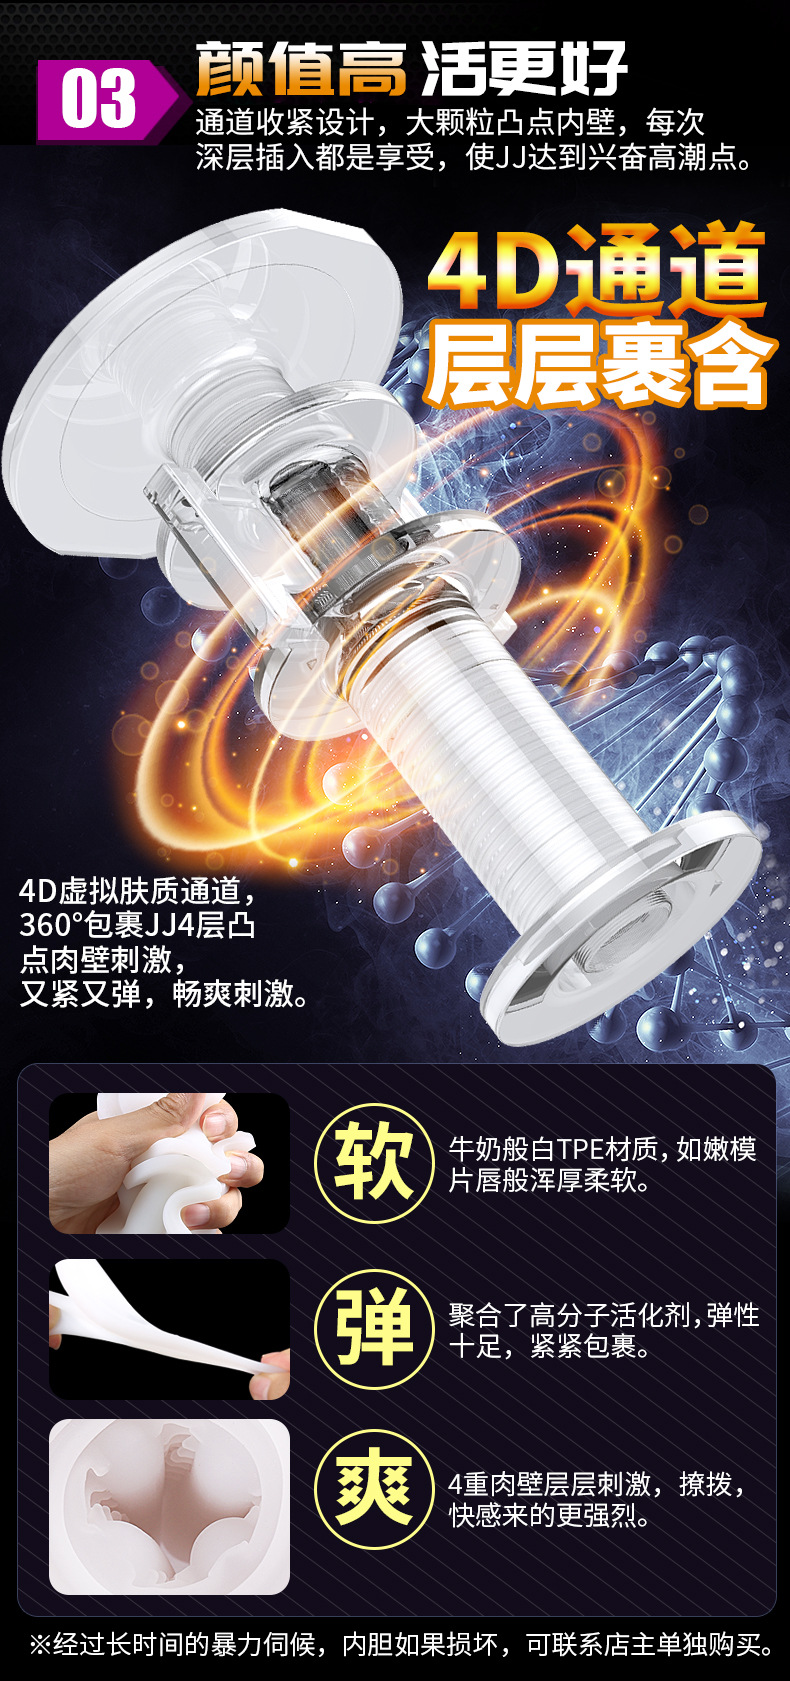 03
颜值高 活更好
通道收紧设计，大颗粒凸点内壁，每次
深层插入都是享受，使JJ达到兴奋高潮点。
4D通道
层层裹含
4D虚拟肤质通道，
360°包裹JJ4层凸
点肉壁刺激，
又紧又弹，畅爽刺激。
软
牛奶般白TPE材质，如嫩模
片唇般浑厚柔软。
弹
聚合了高分子活化剂，弹性
十足，紧紧包裹。
爽
4重肉壁层层刺激，撩拨，
快感来的更强烈。
※经过长时间的暴力伺候，内胆如果损坏，可联系店主单独购买。